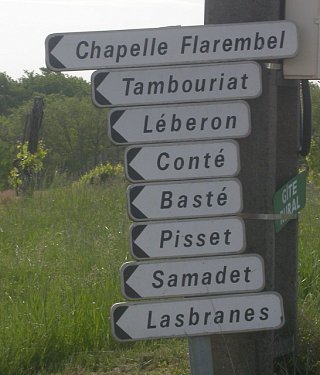 Chapelle Flarembel
Tambouriat
Léberon
Conté
Basté
Pisset
Samadet
Lasbranes
GITE
RURAL